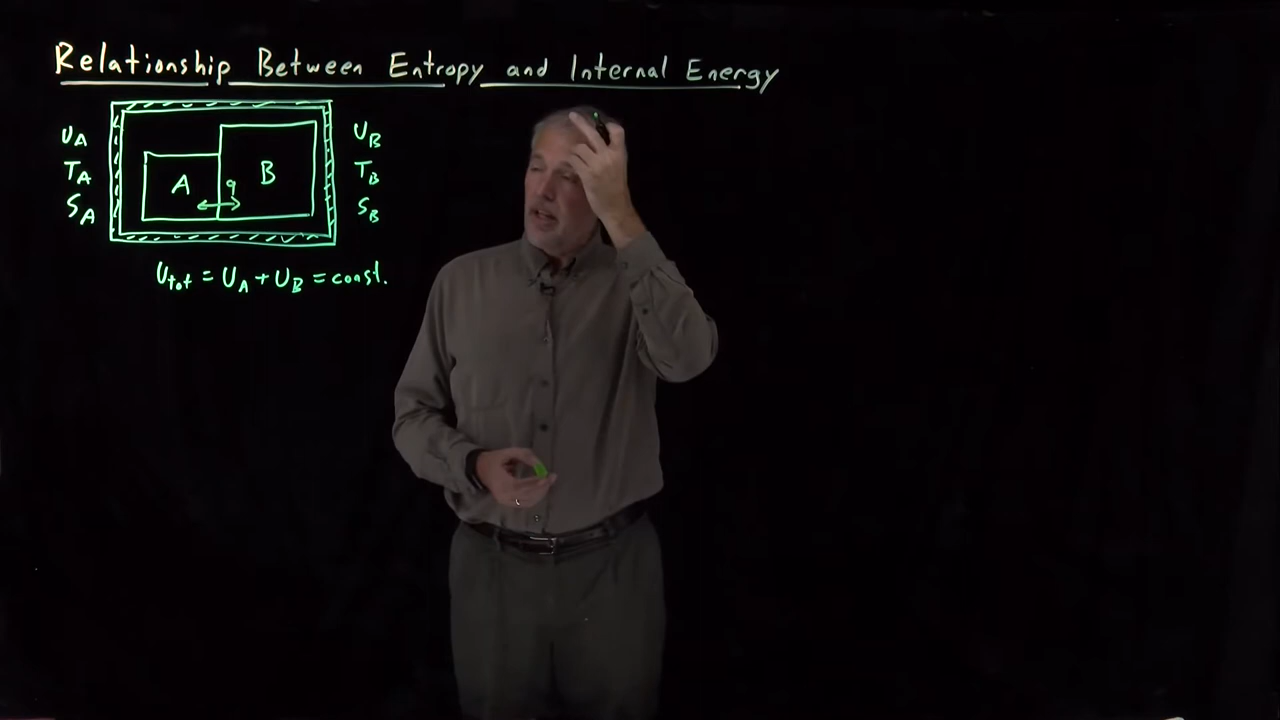 Relationship Between Entropy and Internal Energy
U_A
T_A
S_A
A
q
B
U_B
T_B
S_B
U_tot = U_A + U_B = const.